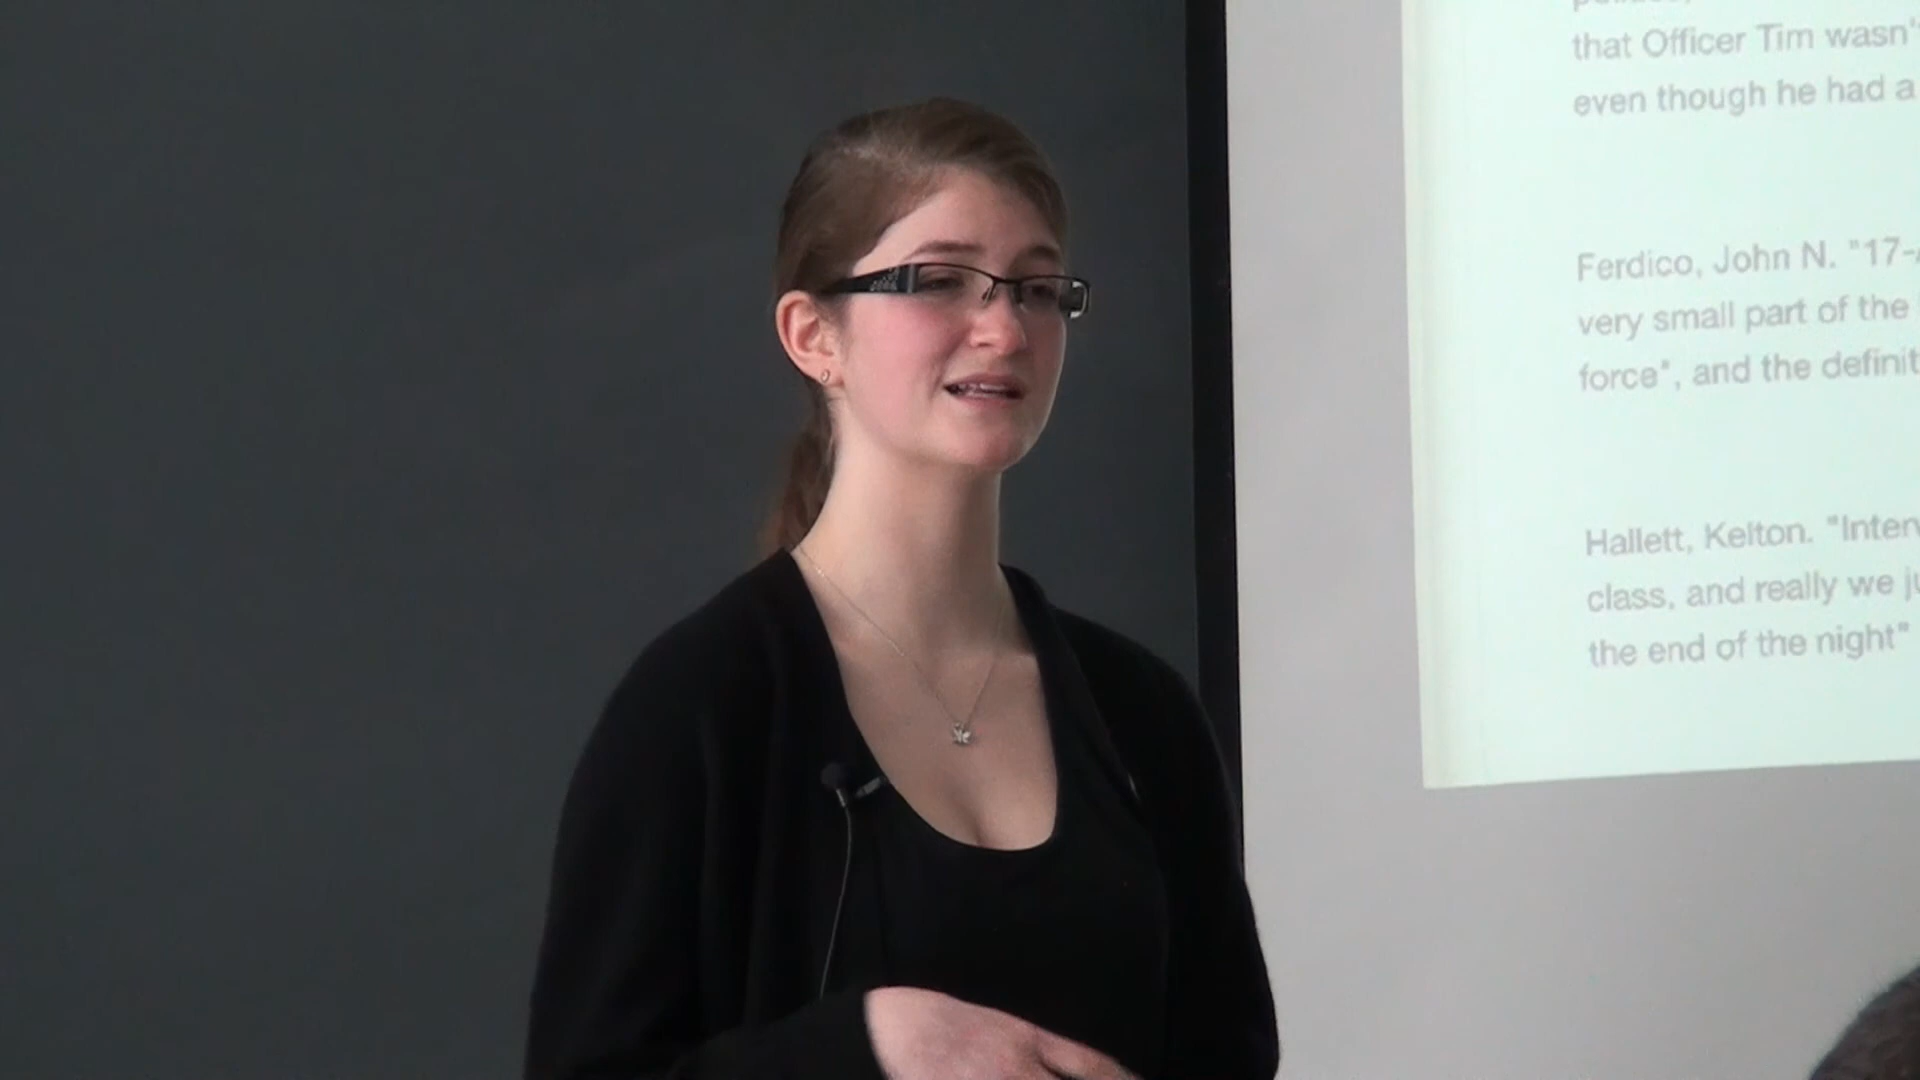 that Officer Tim wasn'
even though he had a
Ferdico, John N. "17-
very small part of the
force", and the definit
Hallett, Kelton. "Inter
class, and really we ju
the end of the night"